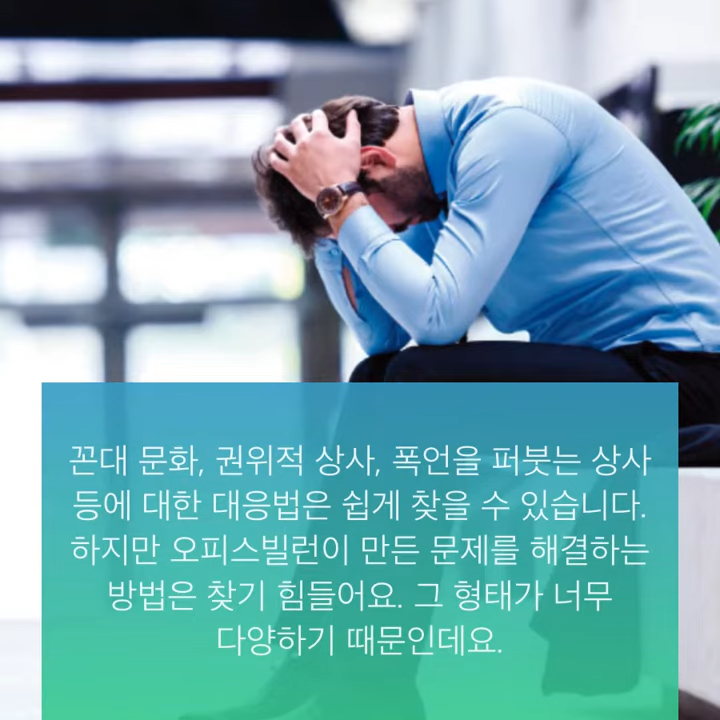 꼰대 문화, 권위적 상사, 폭언을 퍼붓는 상사
등에 대한 대응법은 쉽게 찾을 수 있습니다.
하지만 오피스빌런이 만든 문제를 해결하는
방법은 찾기 힘들어요. 그 형태가 너무
다양하기 때문인데요.